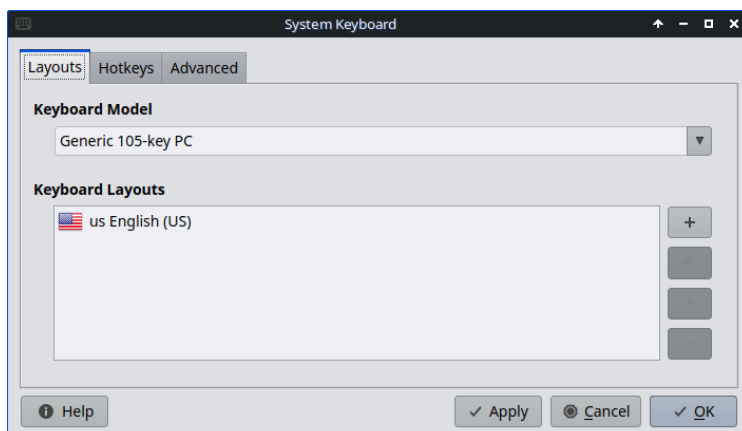 System Keyboard
Layouts Hotkeys Advanced
Keyboard Model
Generic 105-key PC
Keyboard Layouts
us English (US)
Help Apply Cancel OK